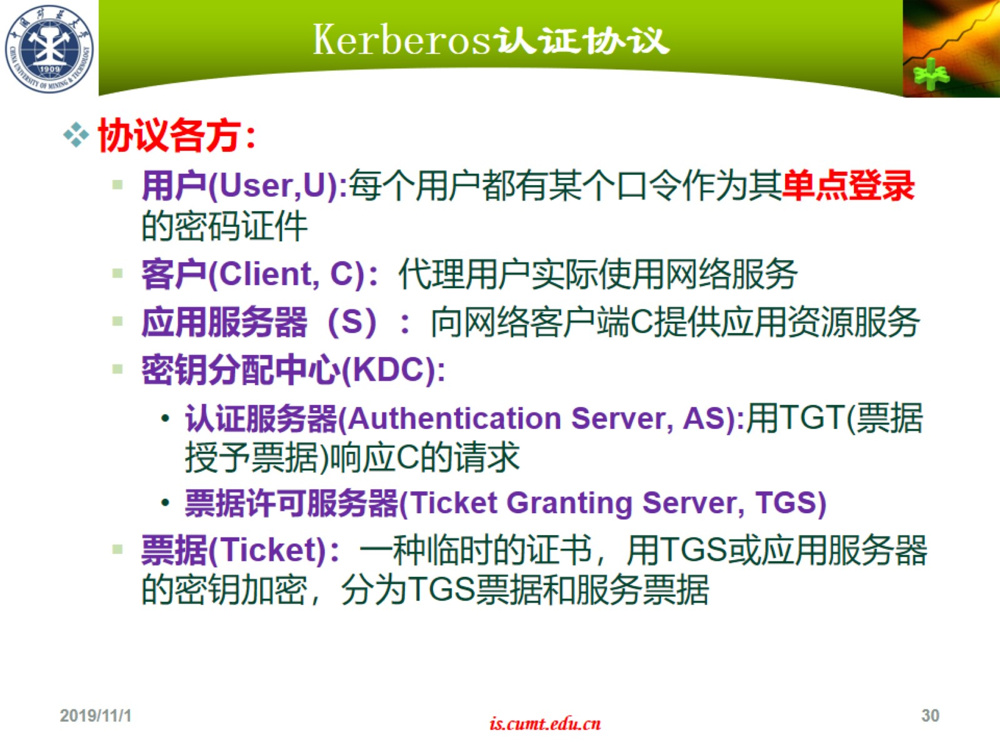 中国矿业大学
CHINA UNIVERSITY OF MINING & TECHNOLOGY
1909
Kerberos认证协议
协议各方：
用户(User,U):每个用户都有某个口令作为其单点登录
的密码证件
客户(Client, C)：代理用户实际使用网络服务
应用服务器（S）：向网络客户端C提供应用资源服务
密钥分配中心(KDC):
• 认证服务器(Authentication Server, AS):用TGT(票据
授予票据)响应C的请求
• 票据许可服务器(Ticket Granting Server, TGS)
票据(Ticket)：一种临时的证书，用TGS或应用服务器
的密钥加密，分为TGS票据和服务票据
2019/11/1
is.cumt.edu.cn
30